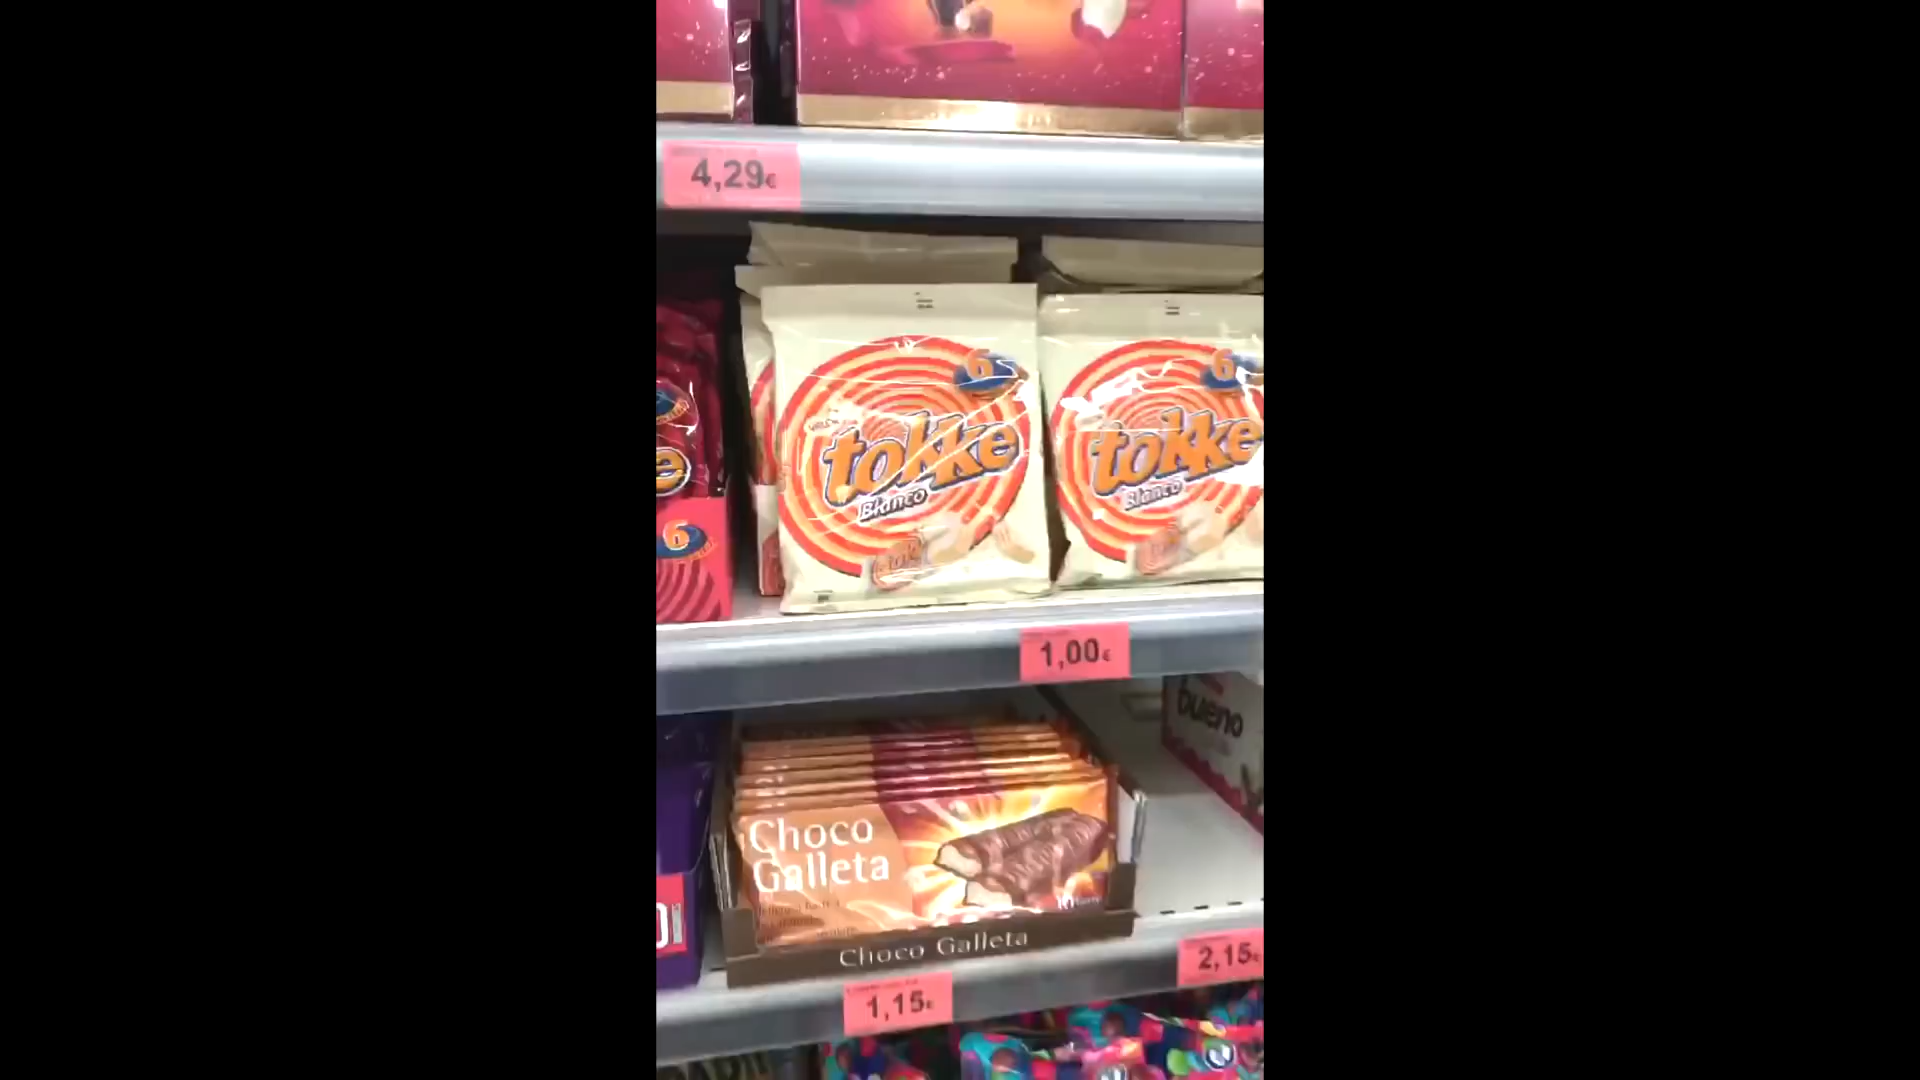 4,29€
6
tokke
Blanco
6
tokke
Blanco
e
6
1,00€
bueno
Choco
Galleta
Choco Galleta
2,15€
1,15€